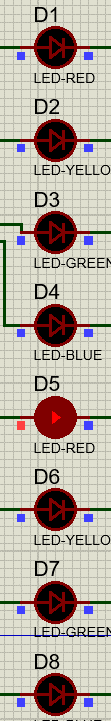 D1
LED-RED
D2
LED-YELLO
D3
LED-GREEN
D4
LED-BLUE
D5
LED-RED
D6
LED-YELLO
D7
LED-GREEN
D8